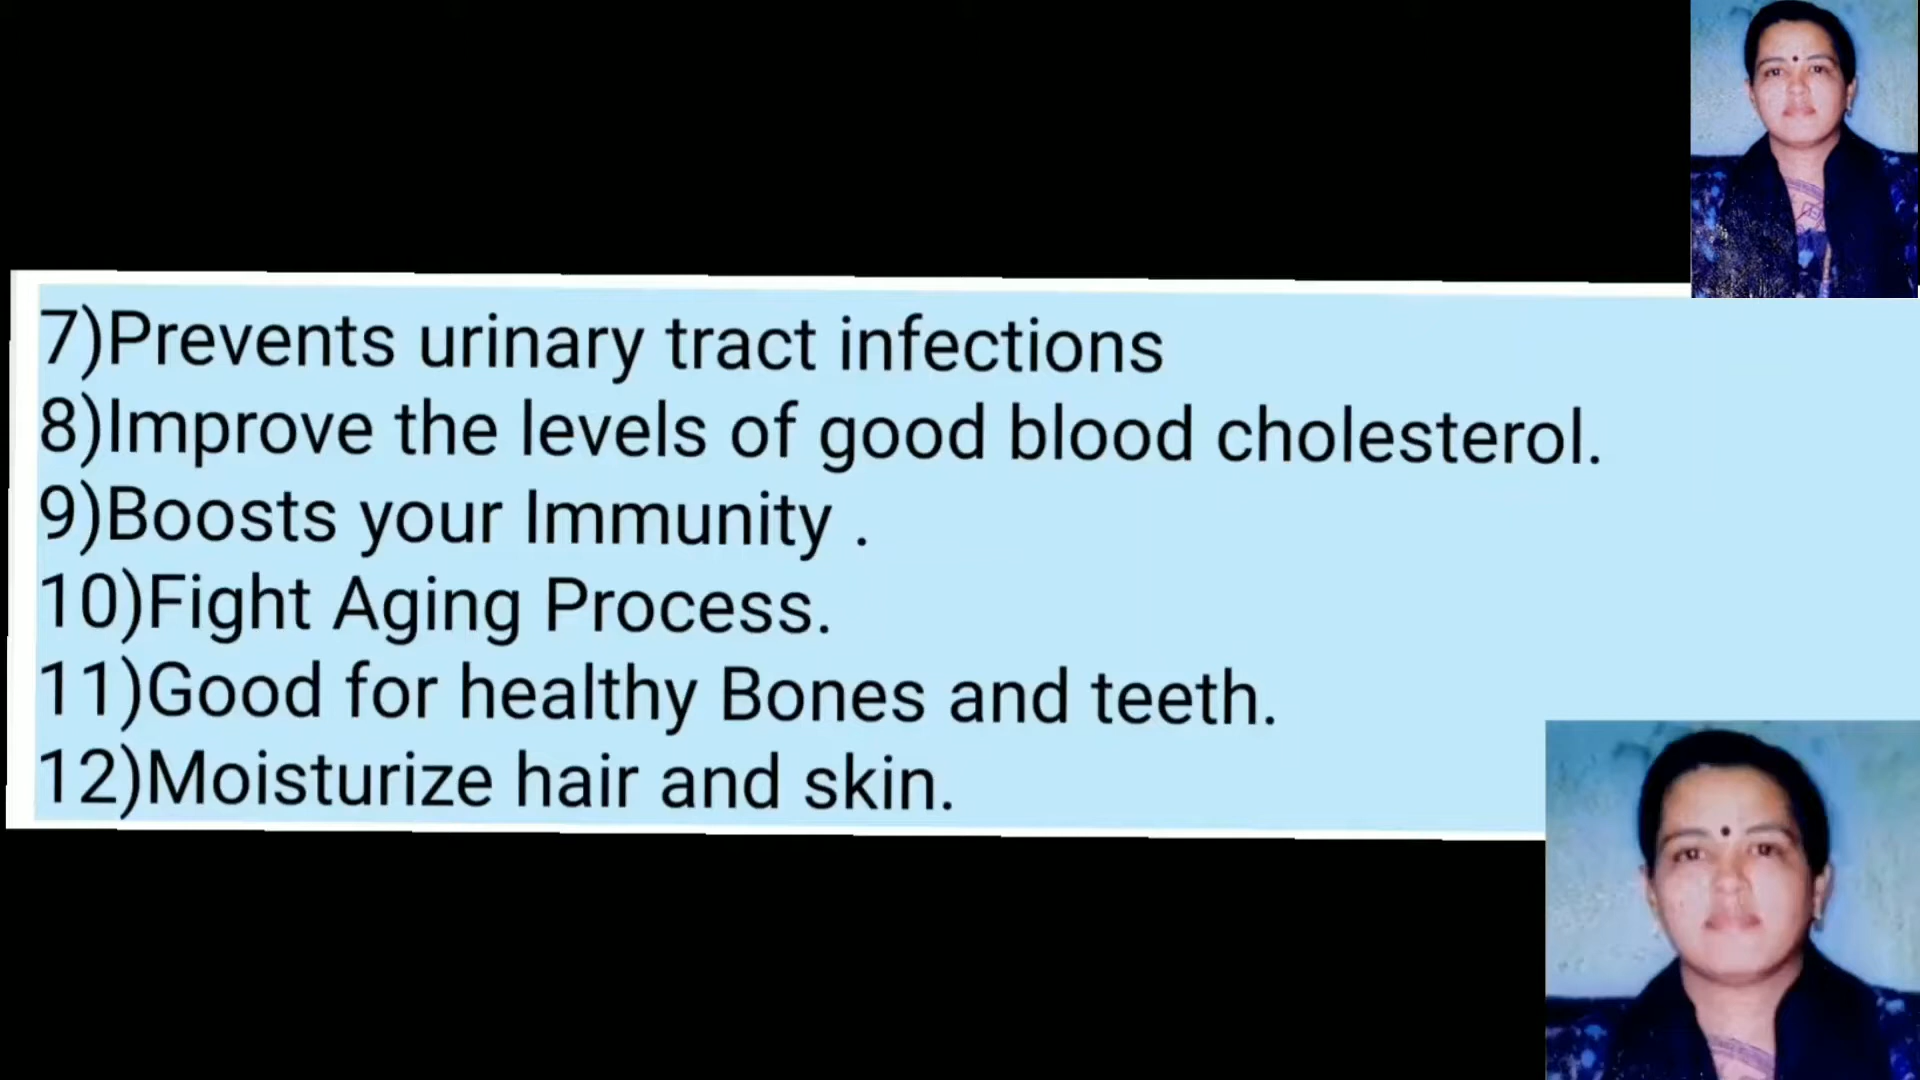 7)Prevents urinary tract infections
8)Improve the levels of good blood cholesterol.
9)Boosts your Immunity .
10)Fight Aging Process.
11)Good for healthy Bones and teeth.
12)Moisturize hair and skin.